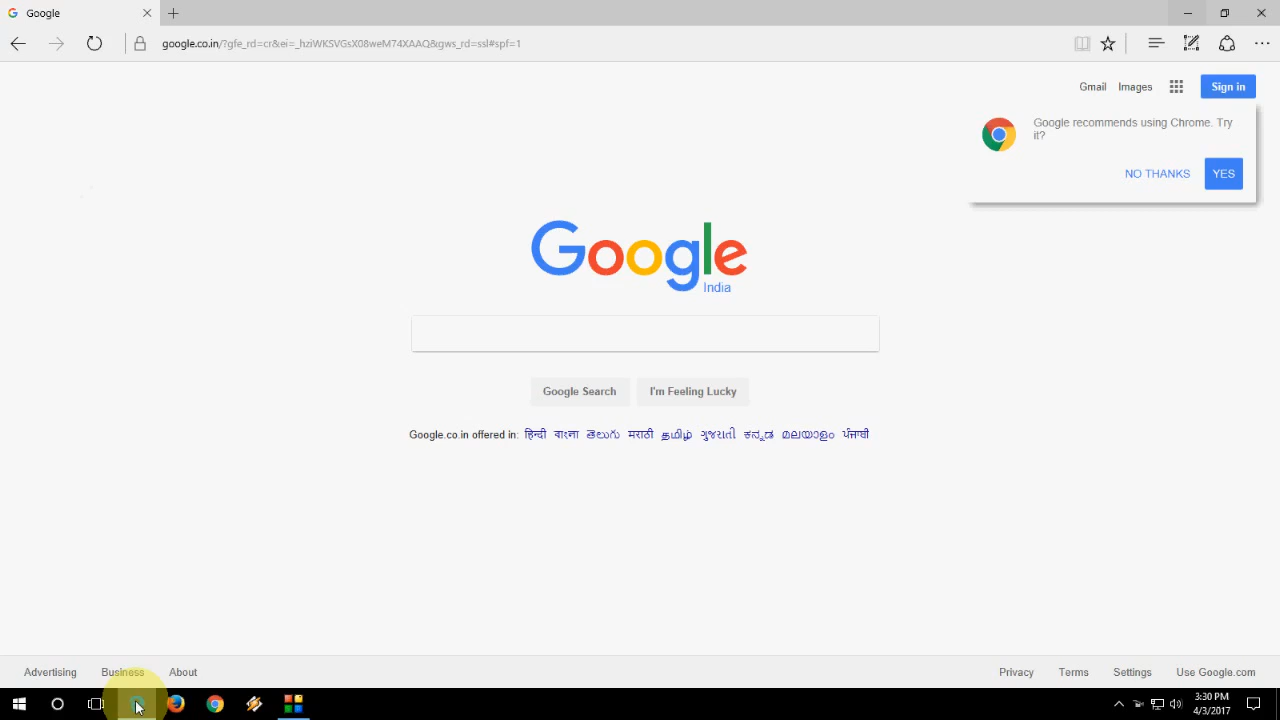 Google
google.co.in/?gfe_rd=cr&ei=_hziWKSVGsX08weM74XAAQ&gws_rd=ssl#spf=1
Gmail Images Sign in
Google recommends using Chrome. Try
it?
NO THANKS YES
Google
India
Google Search I'm Feeling Lucky
Google.co.in offered in: हिन्दी বাংলা తెలుగు मराठी தமிழ் ગુજરાતી ಕನ್ನಡ മലയാളം ਪੰਜਾਬੀ
Advertising Business About Privacy Terms Settings Use Google.com
3:30 PM
4/3/2017